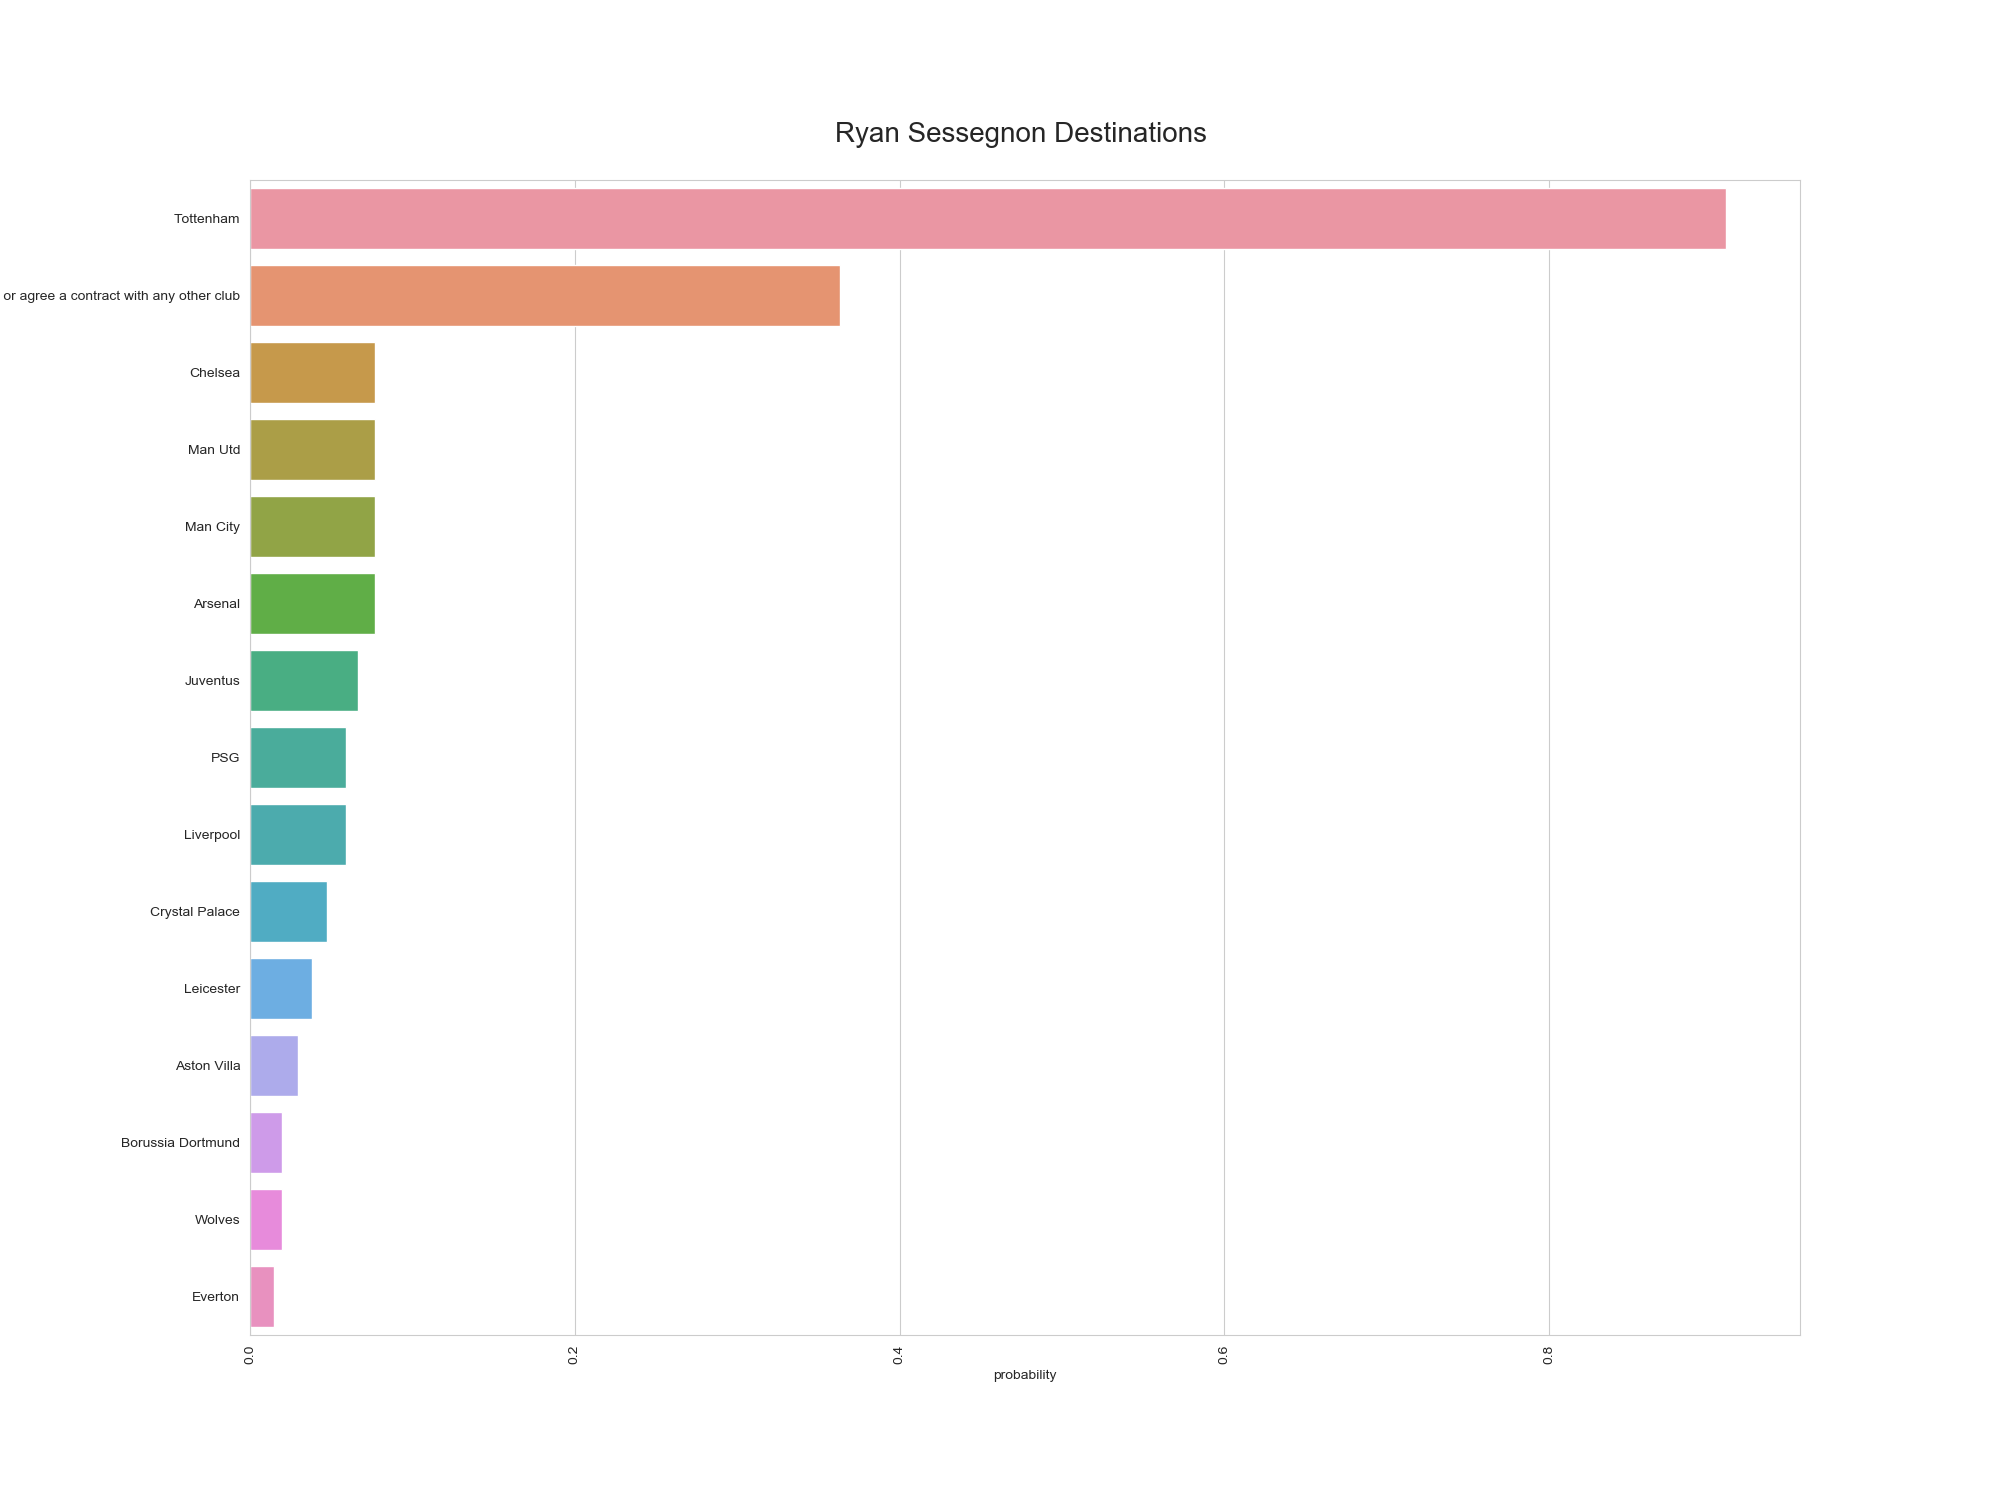 Ryan Sessegnon Destinations
Tottenham
or agree a contract with any other club
Chelsea
Man Utd
Man City
Arsenal
Juventus
PSG
Liverpool
Crystal Palace
Leicester
Aston Villa
Borussia Dortmund
Wolves
Everton
0.0 0.2 0.4 0.6 0.8
probability